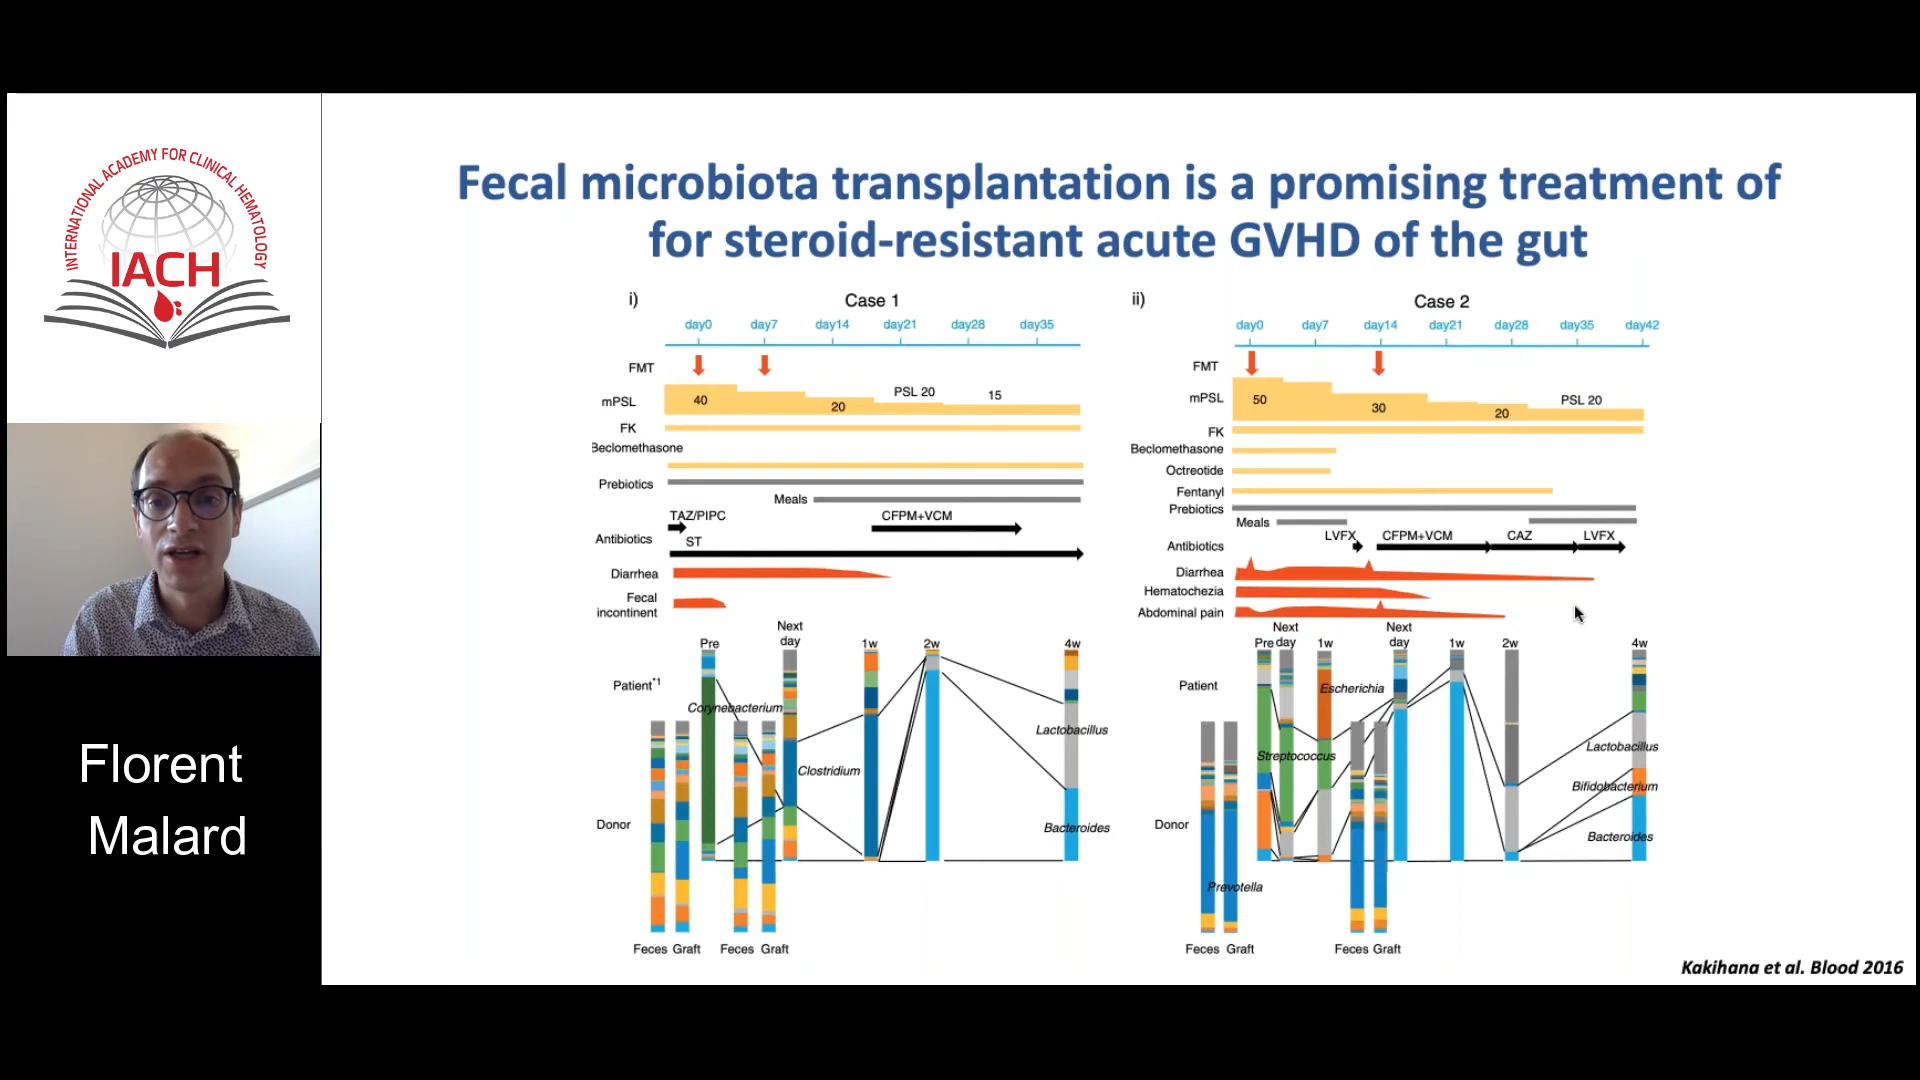 INTERNATIONAL ACADEMY FOR CLINICAL HEMATOLOGY
IACH
Florent
Malard
Fecal microbiota transplantation is a promising treatment of
for steroid-resistant acute GVHD of the gut
i)
Case 1
day0 day7 day14 day21 day28 day35
FMT
mPSL
40
20
PSL 20
15
FK
Beclomethasone
Prebiotics
Meals
TAZ/PIPC
CFPM+VCM
Antibiotics
ST
Diarrhea
Fecal
incontinent
Pre
Next
day
1w
2w
4w
Patient*1
Corynebacterium
Lactobacillus
Clostridium
Bacteroides
Donor
Feces Graft Feces Graft
ii)
Case 2
day0 day7 day14 day21 day28 day35 day42
FMT
mPSL
50
30
20
PSL 20
FK
Beclomethasone
Octreotide
Fentanyl
Prebiotics
Meals
LVFX CFPM+VCM CAZ LVFX
Antibiotics
Diarrhea
Hematochezia
Abdominal pain
Pre
Next
day
1w
Next
day
1w
2w
4w
Patient
Escherichia
Streptococcus
Lactobacillus
Bifidobacterium
Bacteroides
Donor
Prevotella
Feces Graft Feces Graft
Kakihana et al. Blood 2016